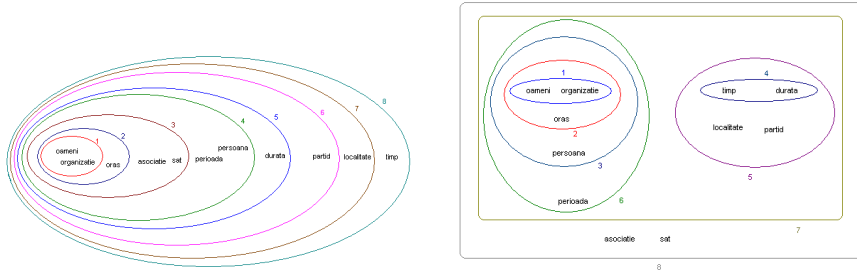 8
7
6
5
4
3
2
1
oameni
organizatie
oras
asociatie sat
perioada
persoana
durata
partid
localitate
timp
1
oameni organizatie
oras
2
persoana
3
perioada
6
4
timp durata
localitate partid
5
7
asociatie sat
8